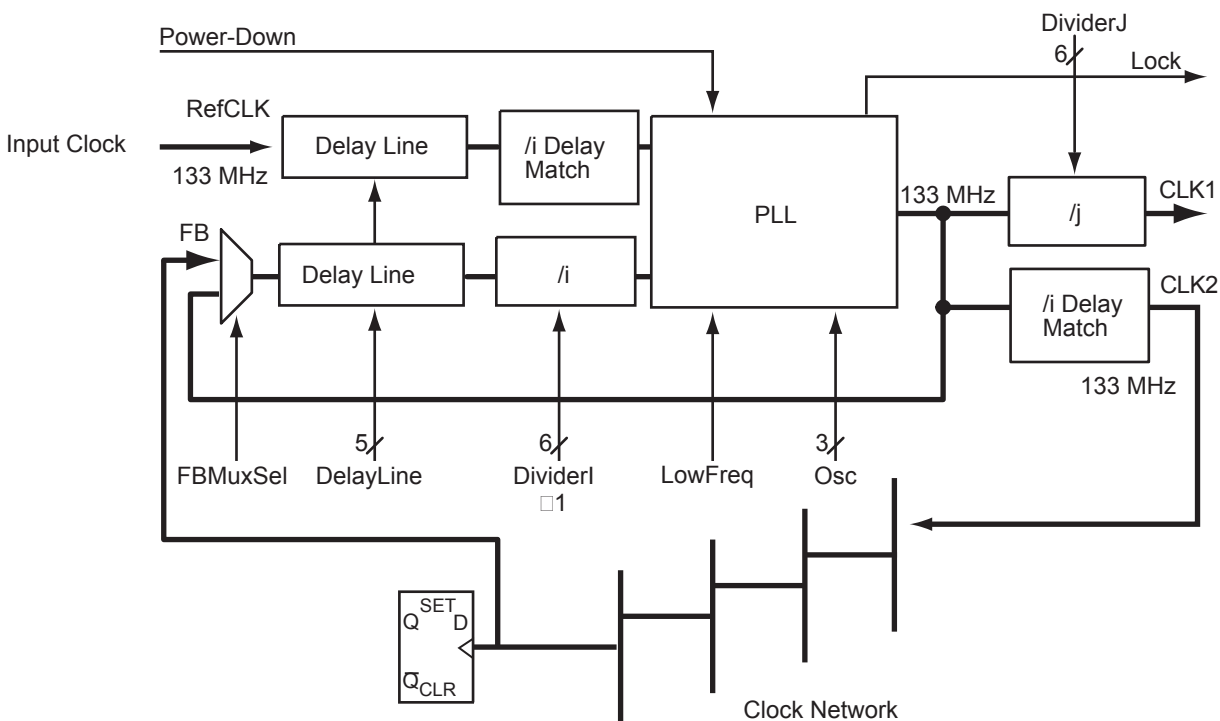 Power-Down
DividerJ
6
Lock
RefCLK
Input Clock
133 MHz
Delay Line
/i Delay
Match
PLL
133 MHz
/j
CLK1
FB
Delay Line
/i
/i Delay
Match
CLK2
133 MHz
5
6
3
FBMuxSel
DelayLine
DividerI
□1
LowFreq
Osc
SET
Q
D
Q̅
CLR
Clock Network